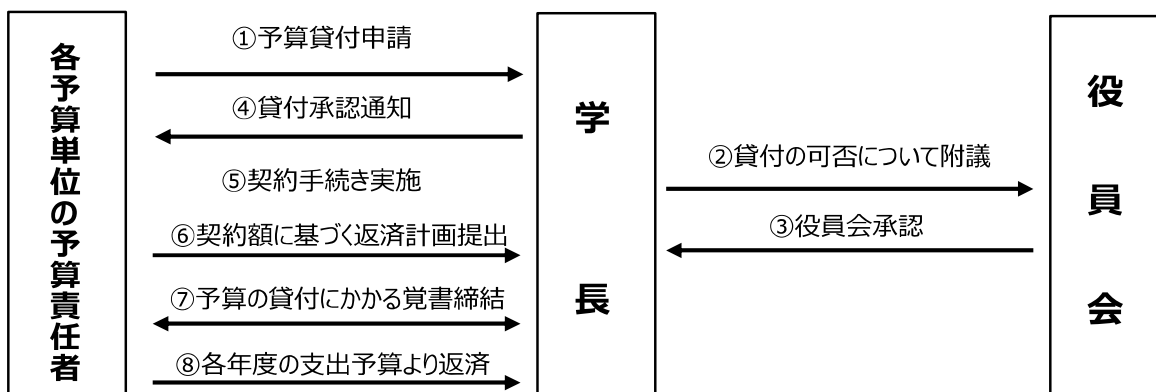 各予算単位の予算責任者
①予算貸付申請
④貸付承認通知
⑤契約手続き実施
⑥契約額に基づく返済計画提出
⑦予算の貸付にかかる覚書締結
⑧各年度の支出予算より返済
学長
②貸付の可否について附議
③役員会承認
役員会